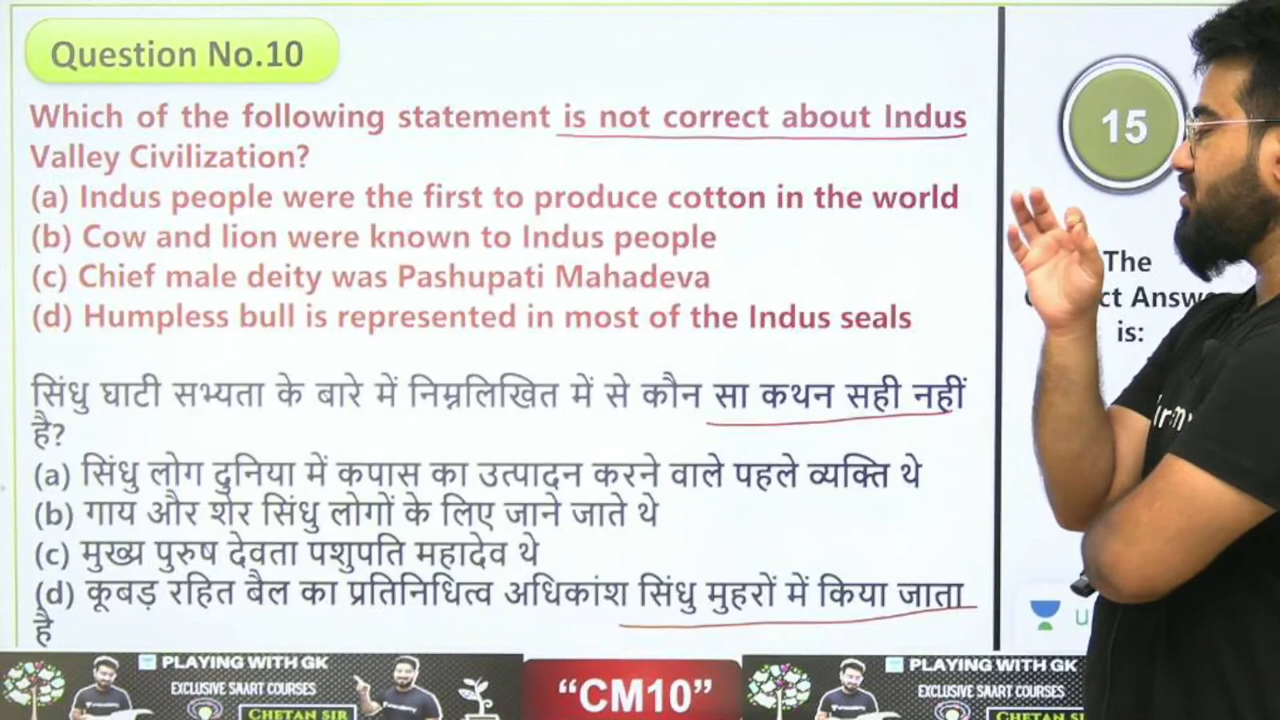 Question No.10
Which of the following statement is not correct about Indus
Valley Civilization?
(a) Indus people were the first to produce cotton in the world
(b) Cow and lion were known to Indus people
(c) Chief male deity was Pashupati Mahadeva
(d) Humpless bull is represented in most of the Indus seals
सिंधु घाटी सभ्यता के बारे में निम्नलिखित में से कौन सा कथन सही नहीं
है?
(a) सिंधु लोग दुनिया में कपास का उत्पादन करने वाले पहले व्यक्ति थे
(b) गाय और शेर सिंधु लोगों के लिए जाने जाते थे
(c) मुख्य पुरुष देवता पशुपति महादेव थे
(d) कूबड़ रहित बैल का प्रतिनिधित्व अधिकांश सिंधु मुहरों में किया जाता
है
15
The
is:
PLAYING WITH GK
EXCLUSIVE SAART COURSES
CHETAN SIR
“CM10”
PLAYING WITH GK
EXCLUSIVE SAART COURSES
CHETAN